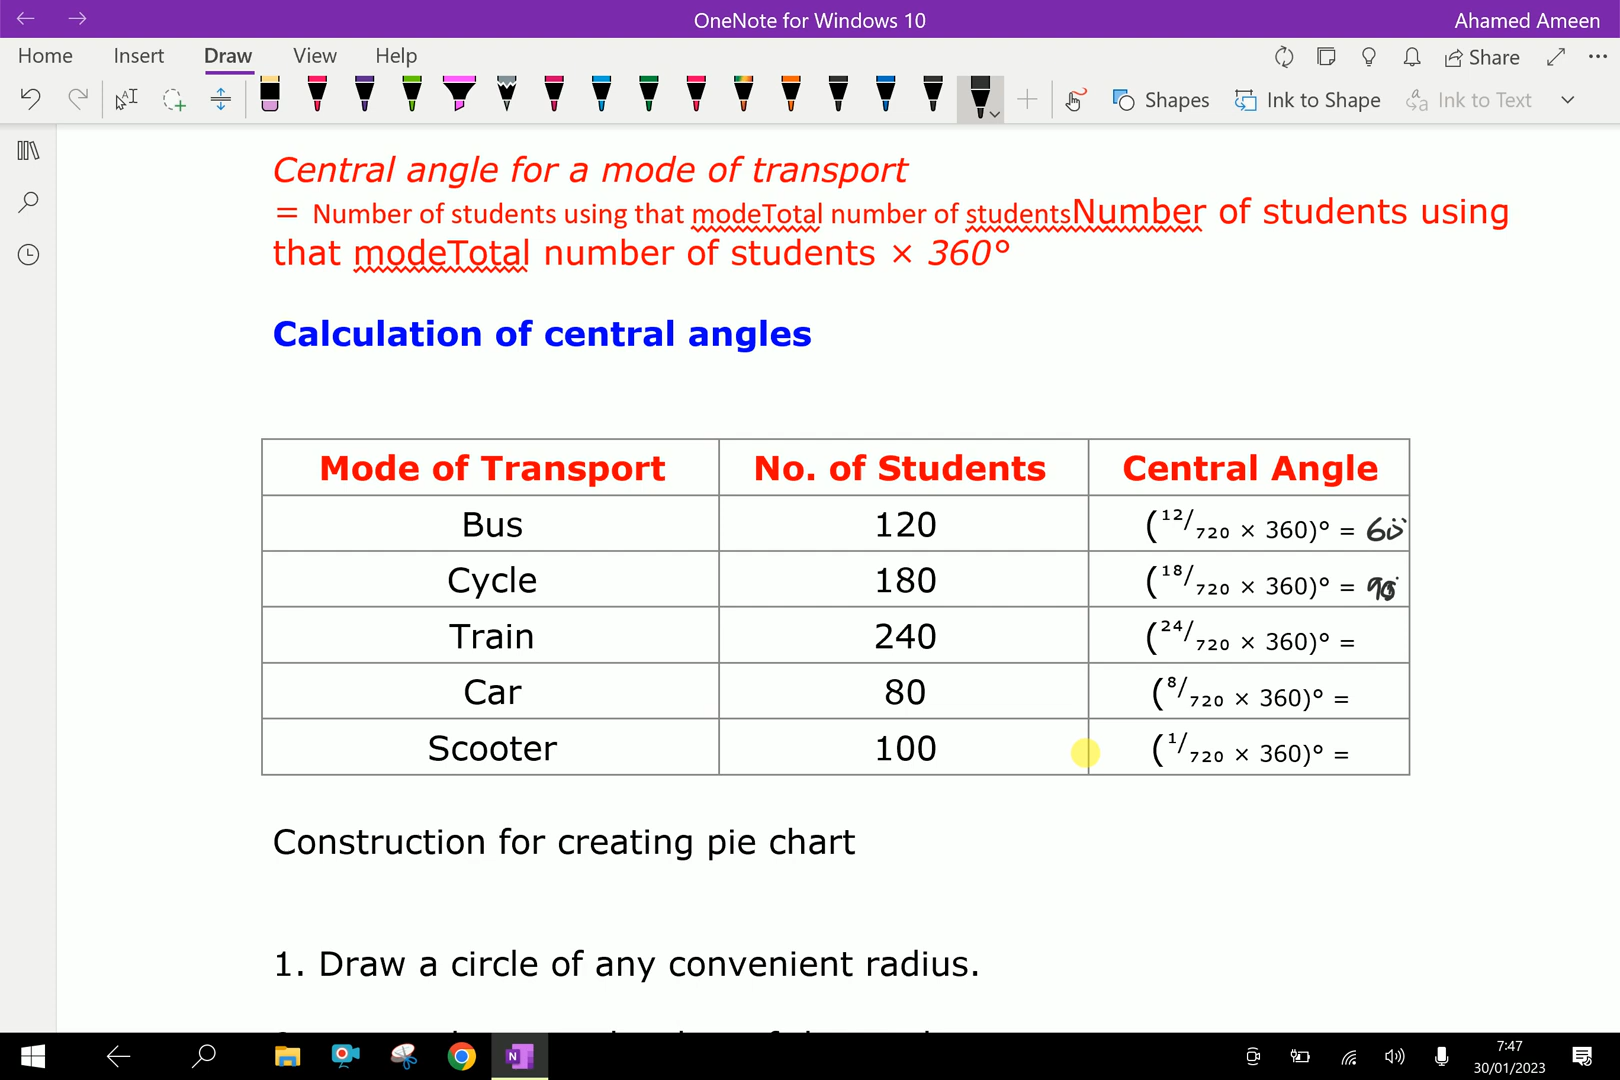 OneNote for Windows 10
Ahamed Ameen
Home Insert Draw View Help Share
Shapes Ink to Shape Ink to Text
Central angle for a mode of transport
= Number of students using that modeTotal number of studentsNumber of students using
that modeTotal number of students × 360°
Calculation of central angles
Mode of Transport No. of Students Central Angle
Bus 120 (12/720 × 360)° = 60°
Cycle 180 (18/720 × 360)° = 90°
Train 240 (24/720 × 360)° =
Car 80 (8/720 × 360)° =
Scooter 100 (1/720 × 360)° =
Construction for creating pie chart
1. Draw a circle of any convenient radius.
7:47
30/01/2023